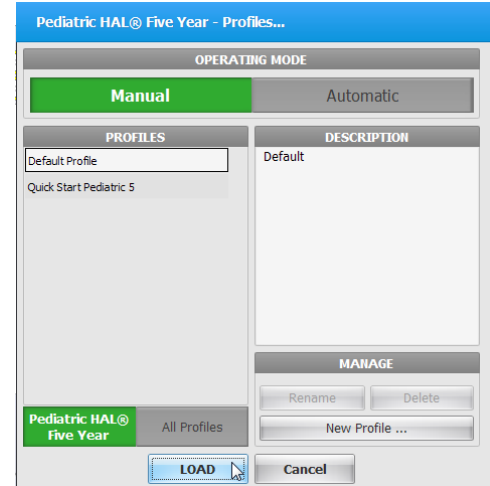 Pediatric HAL® Five Year - Profiles...
OPERATING MODE
Manual
Automatic
PROFILES
Default Profile
Quick Start Pediatric 5
DESCRIPTION
Default
MANAGE
Rename
Delete
New Profile ...
Pediatric HAL®
Five Year
All Profiles
LOAD
Cancel